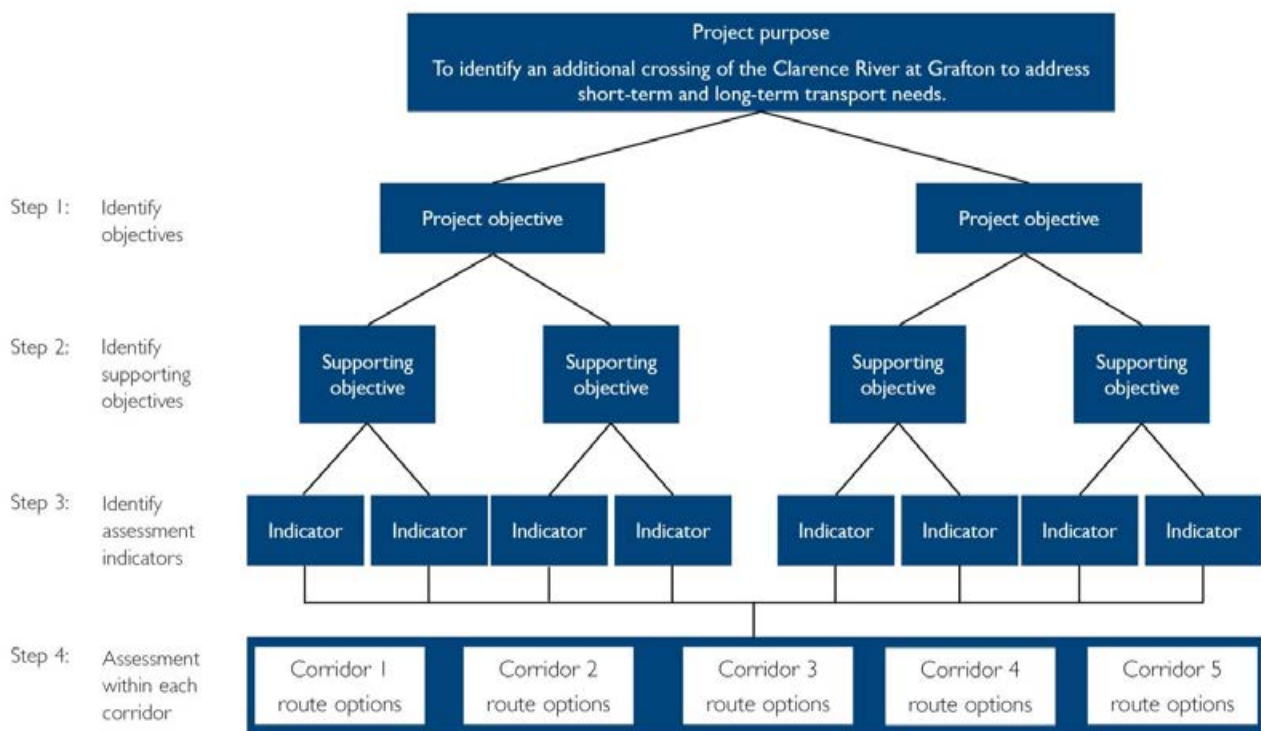 Project purpose
To identify an additional crossing of the Clarence River at Grafton to address
short-term and long-term transport needs.
Step 1:
Identify
objectives
Project objective
Project objective
Step 2:
Identify
supporting
objectives
Supporting
objective
Supporting
objective
Supporting
objective
Supporting
objective
Step 3:
Identify
assessment
indicators
Indicator
Indicator
Indicator
Indicator
Indicator
Indicator
Indicator
Indicator
Step 4:
Assessment
within each
corridor
Corridor 1
route options
Corridor 2
route options
Corridor 3
route options
Corridor 4
route options
Corridor 5
route options